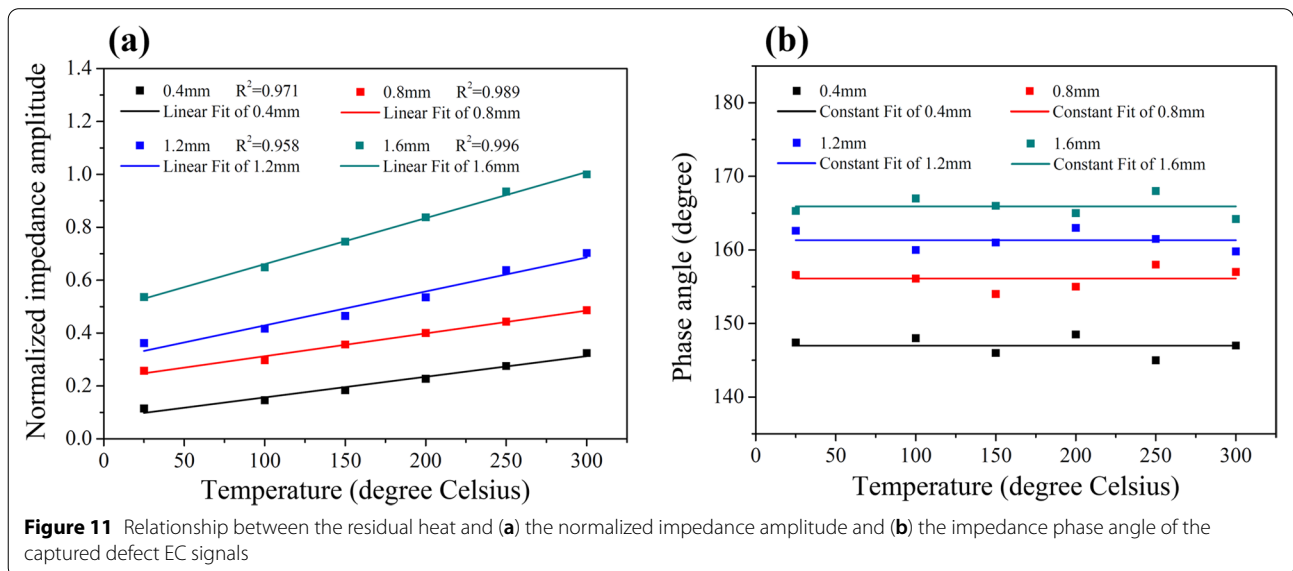 (a)
1.4
1.2
1.0
0.8
0.6
0.4
0.2
0.0
Normalized impedance amplitude
0.4mm R²=0.971
Linear Fit of 0.4mm
0.8mm R²=0.989
Linear Fit of 0.8mm
1.2mm R²=0.958
Linear Fit of 1.2mm
1.6mm R²=0.996
Linear Fit of 1.6mm
0 50 100 150 200 250 300
Temperature (degree Celsius)
(b)
180
170
160
150
140
Phase angle (degree)
0.4mm
Constant Fit of 0.4mm
0.8mm
Constant Fit of 0.8mm
1.2mm
Constant Fit of 1.2mm
1.6mm
Constant Fit of 1.6mm
0 50 100 150 200 250 300
Temperature (degree Celsius)
Figure 11 Relationship between the residual heat and (a) the normalized impedance amplitude and (b) the impedance phase angle of the
captured defect EC signals